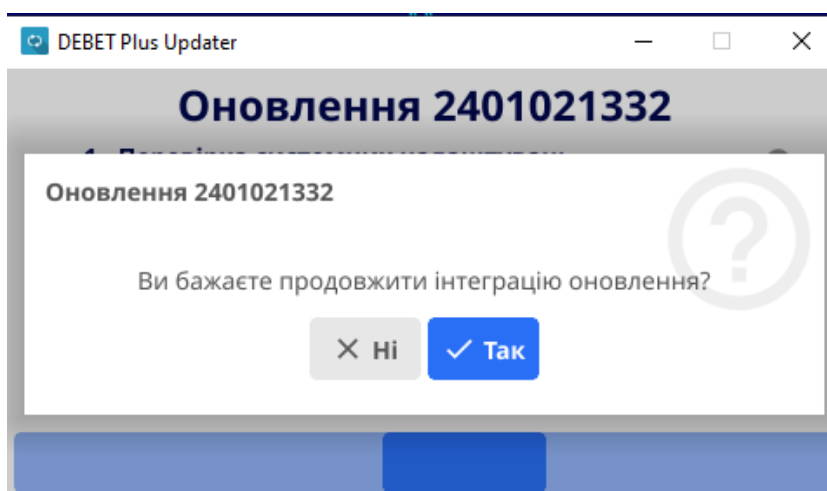 DEBET Plus Updater
Оновлення 2401021332
Оновлення 2401021332
Ви бажаєте продовжити інтеграцію оновлення?
Ні
Так